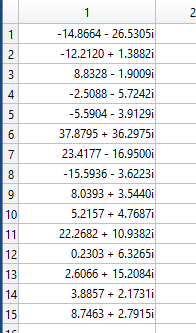 1 2
1 -14.8664 - 26.5305i
2 -12.2120 + 1.3882i
3 8.8328 - 1.9009i
4 -2.5088 - 5.7242i
5 -5.5904 - 3.9129i
6 37.8795 + 36.2975i
7 23.4177 - 16.9500i
8 -15.5936 - 3.6223i
9 8.0393 + 3.5440i
10 5.2157 + 4.7687i
11 22.2682 + 10.9382i
12 0.2303 + 6.3265i
13 2.6066 + 15.2084i
14 3.8857 + 2.1731i
15 8.7463 + 2.7915i